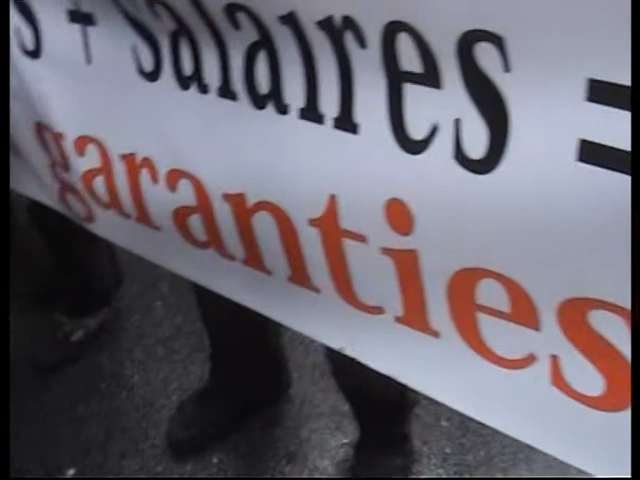 s + salaires =
garanties